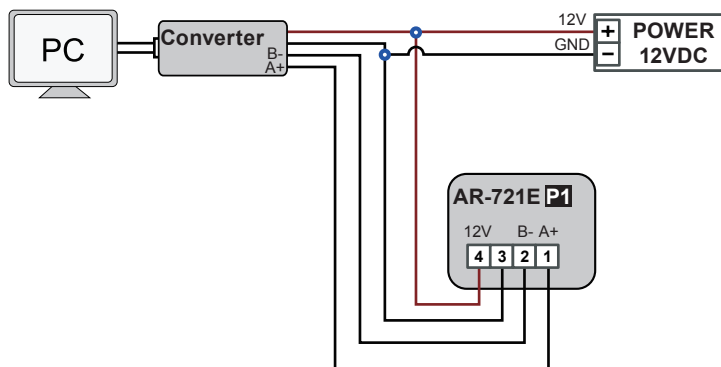 PC
Converter
B-
A+
12V
GND
+ POWER
− 12VDC
AR-721E P1
12V B- A+
4 3 2 1